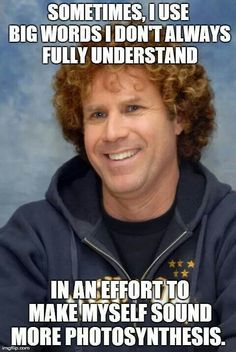 SOMETIMES, I USE
BIG WORDS I DON'T ALWAYS
FULLY UNDERSTAND
IN AN EFFORT TO
MAKE MYSELF SOUND
MORE PHOTOSYNTHESIS.
imgflip.com